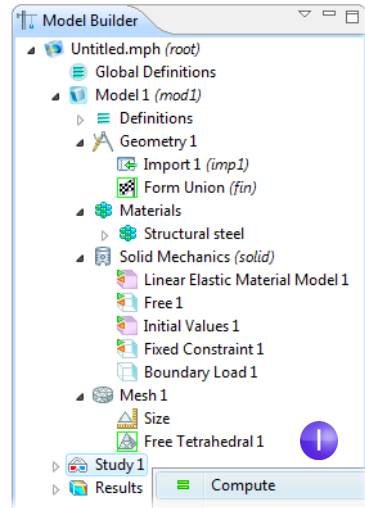 Model Builder
Untitled.mph (root)
Global Definitions
Model 1 (mod1)
Definitions
Geometry 1
Import 1 (imp1)
Form Union (fin)
Materials
Structural steel
Solid Mechanics (solid)
Linear Elastic Material Model 1
Free 1
Initial Values 1
Fixed Constraint 1
Boundary Load 1
Mesh 1
Size
Free Tetrahedral 1
Study 1
Results
Compute